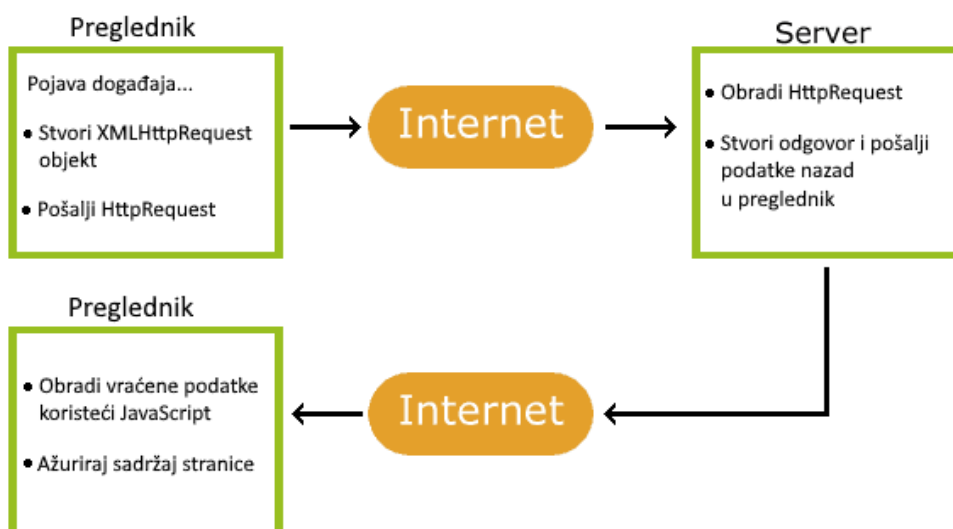 Preglednik
Pojava događaja...
• Stvori XMLHttpRequest
objekt
• Pošalji HttpRequest
Internet
Server
• Obradi HttpRequest
• Stvori odgovor i pošalji
podatke nazad
u preglednik
Preglednik
• Obradi vraćene podatke
koristeći JavaScript
• Ažuriraj sadržaj stranice
Internet